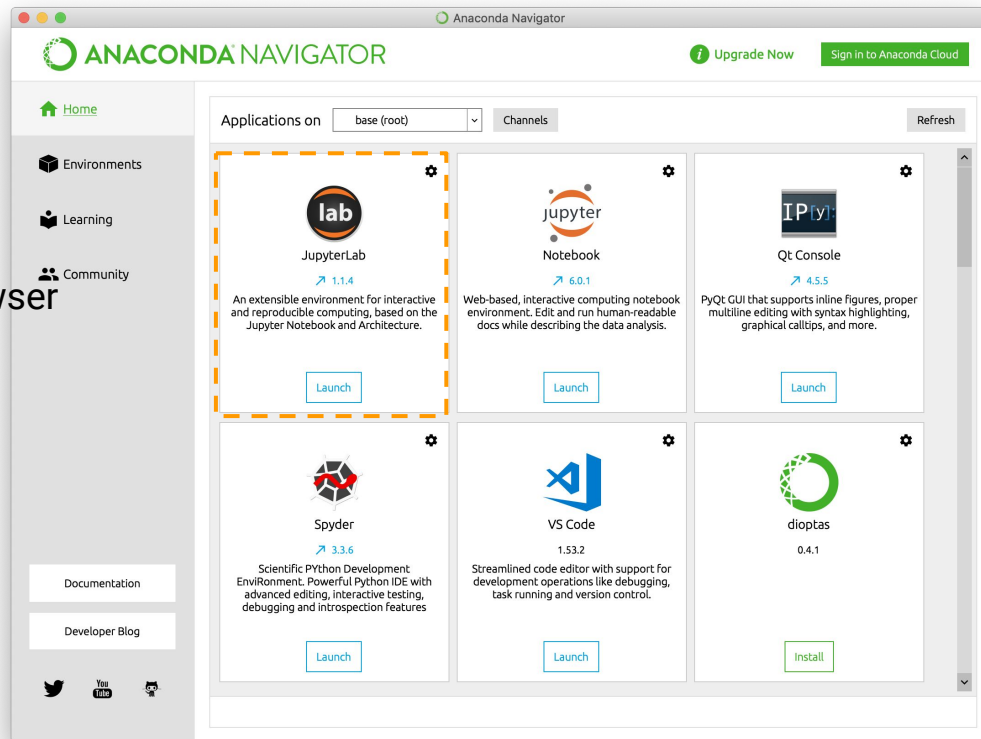 Anaconda Navigator
ANACONDA NAVIGATOR
i Upgrade Now
Sign in to Anaconda Cloud
Home
Environments
Learning
Community
wser
Documentation
Developer Blog
You
Tube
Applications on base (root) Channels Refresh
lab
JupyterLab
1.1.4
An extensible environment for interactive
and reproducible computing, based on the
Jupyter Notebook and Architecture.
Launch
jupyter
Notebook
6.0.1
Web-based, interactive computing notebook
environment. Edit and run human-readable
docs while describing the data analysis.
Launch
IP[y]:
Qt Console
4.5.5
PyQt GUI that supports inline figures, proper
multiline editing with syntax highlighting,
graphical calltips, and more.
Launch
Spyder
3.3.6
Scientific PYthon Development
EnviRonment. Powerful Python IDE with
advanced editing, interactive testing,
debugging and introspection features
Launch
VS Code
1.53.2
Streamlined code editor with support for
development operations like debugging,
task running and version control.
Launch
dioptas
0.4.1
Install